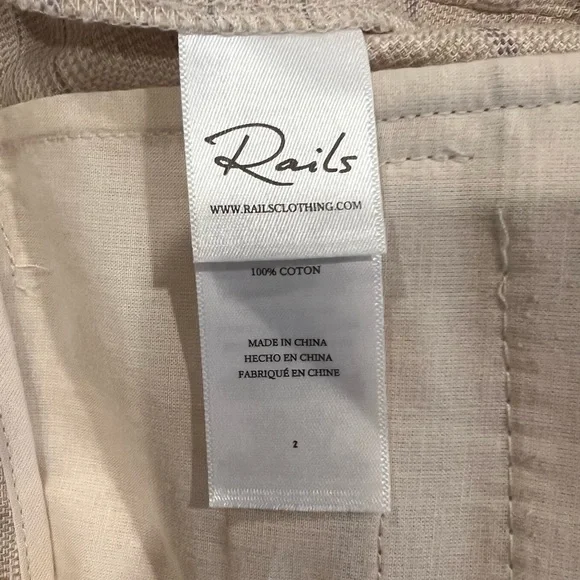 Rails
WWW.RAILSCLOTHING.COM
100% COTON
MADE IN CHINA
HECHO EN CHINA
FABRIQUÉ EN CHINE
2